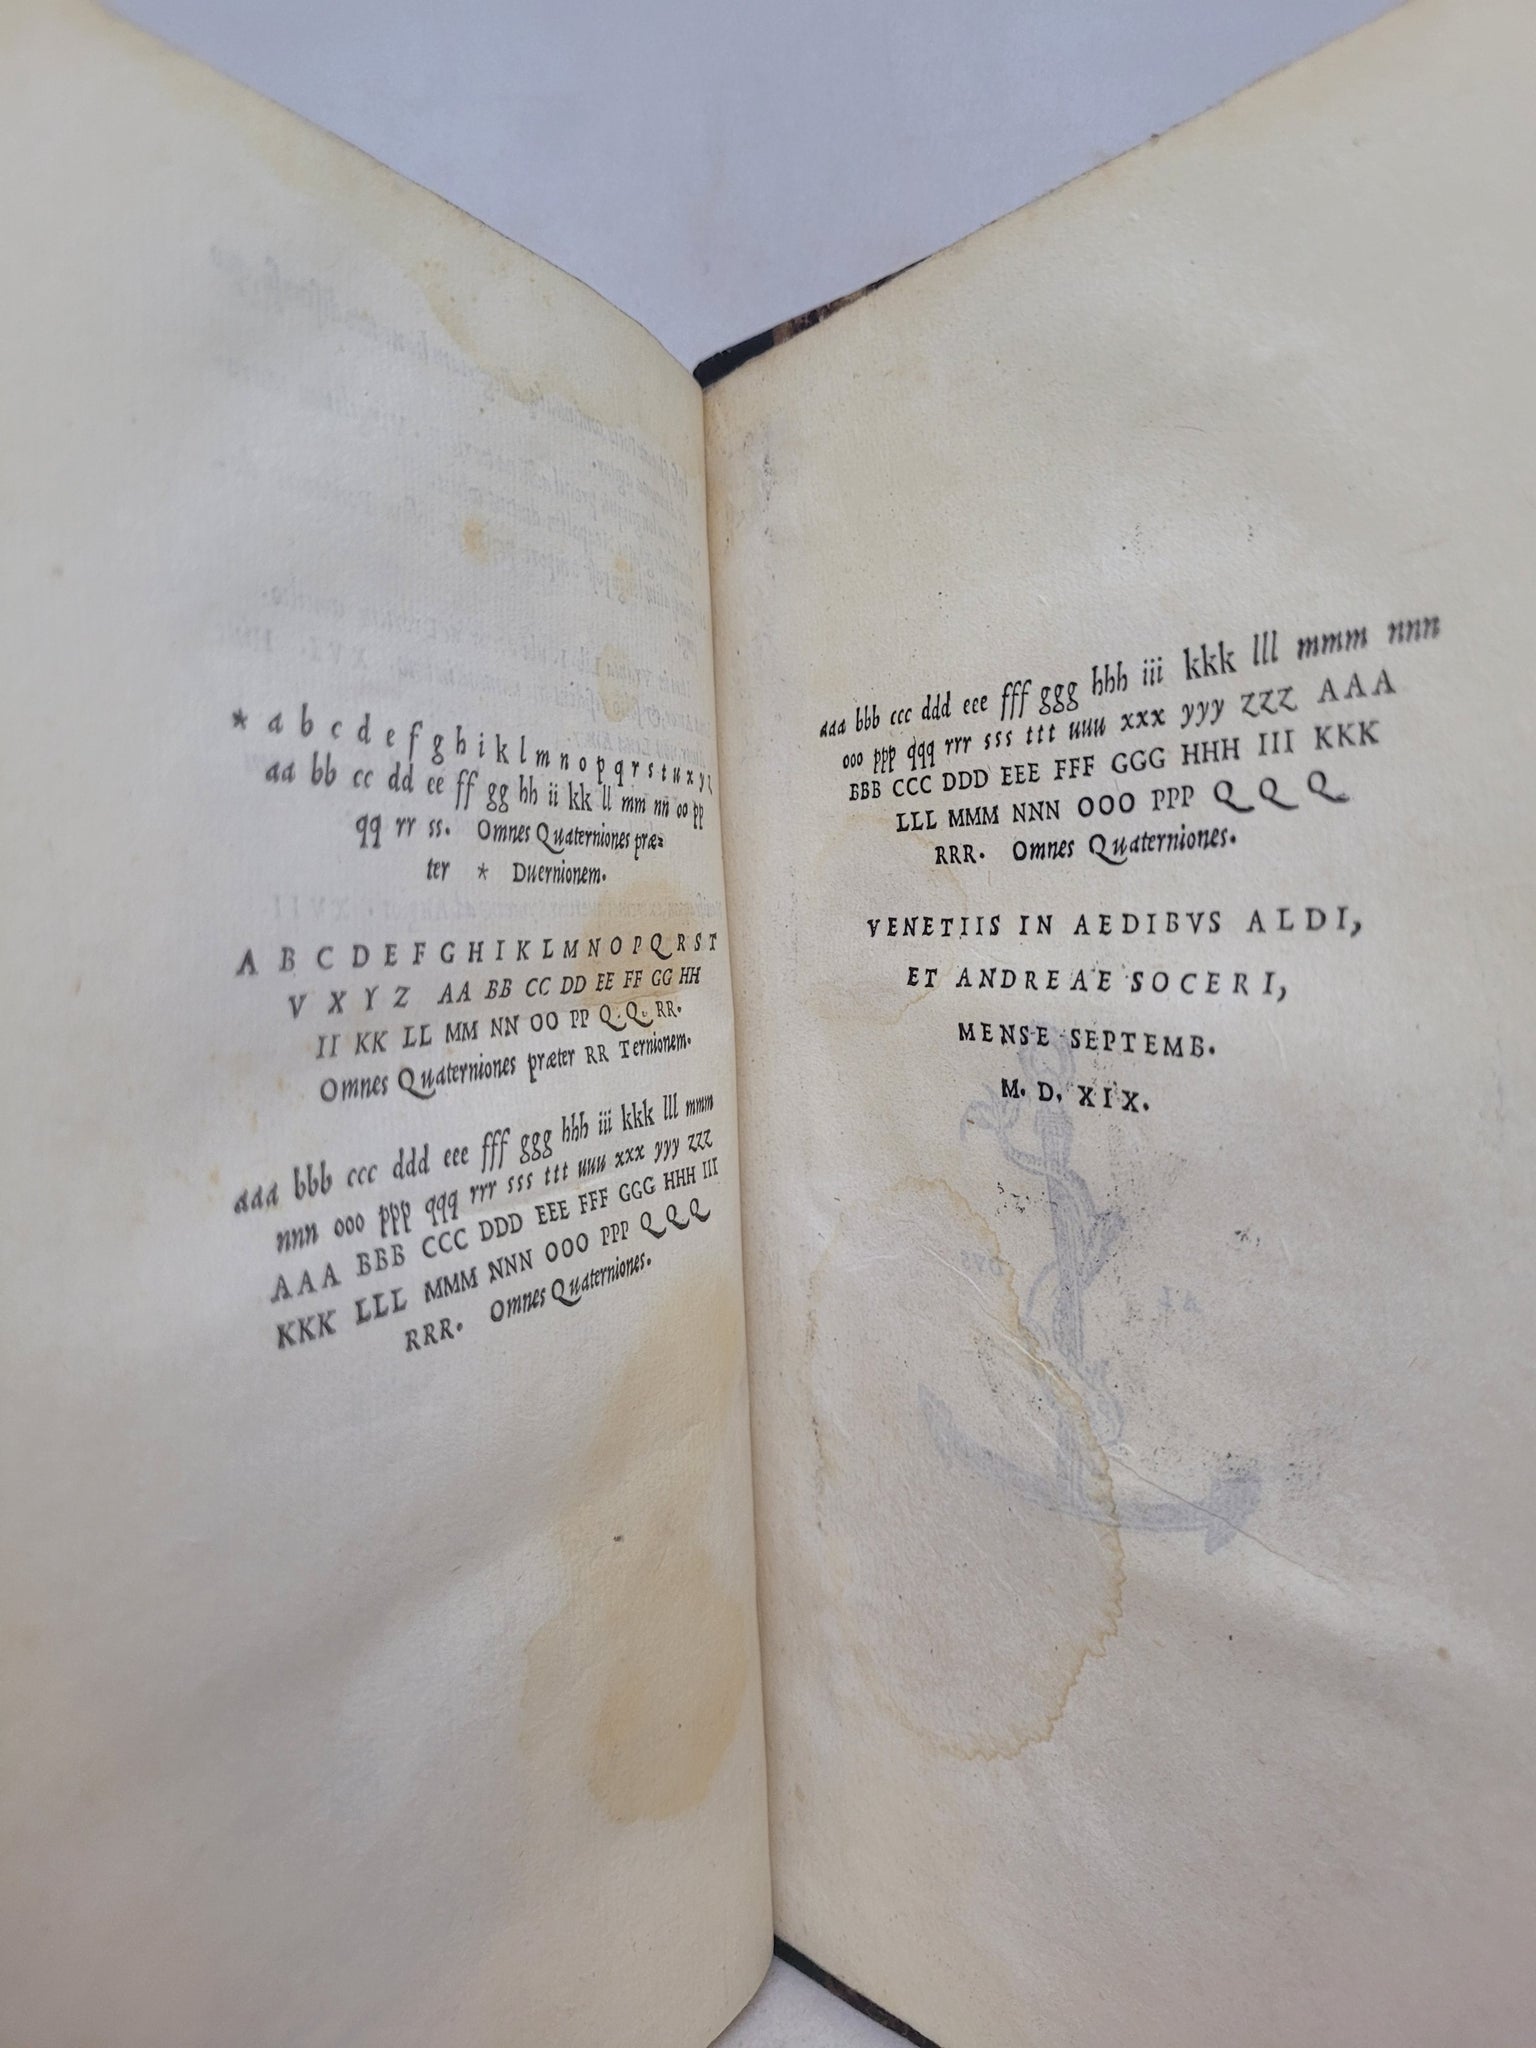 * a b c d e f g h i k l m n o p q r s t u x y z
aa bb cc dd ee ff gg hh ii kk ll mm nn oo pp
qq rr ss. Omnes Quaterniones præ=
ter * Duernionem.
A B C D E F G H I K L M N O P Q R S T
V X Y Z AA BB CC DD EE FF GG HH
II KK LL MM NN OO PP Q.Q. RR.
Omnes Quaterniones præter RR Ternionem.
aaa bbb ccc ddd eee fff ggg hhh iii kkk lll mmm
nnn ooo ppp qqq rrr sss ttt uuu xxx yyy zzz
AAA BBB CCC DDD EEE FFF GGG HHH III
KKK LLL MMM NNN OOO PPP Q Q Q
RRR. Omnes Quaterniones.
aaa bbb ccc ddd eee fff ggg hhh iii kkk lll mmm nnn
ooo ppp qqq rrr sss ttt uuu xxx yyy zzz AAA
BBB CCC DDD EEE FFF GGG HHH III KKK
LLL MMM NNN OOO PPP Q Q Q
RRR. Omnes Quaterniones.
VENETIIS IN AEDIBVS ALDI,
ET ANDREAE SOCERI,
MENSE SEPTEMB.
M. D. XIX.